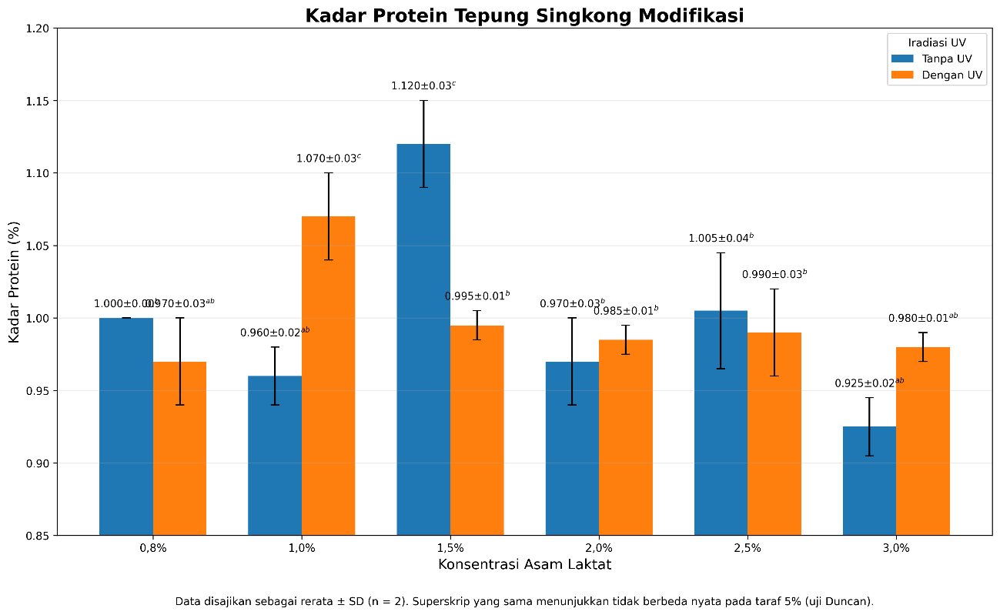 Kadar Protein Tepung Singkong Modifikasi
Iradiasi UV
Tanpa UV
Dengan UV
Kadar Protein (%)
1.20
1.15
1.10
1.05
1.00
0.95
0.90
0.85
1.000±0.00ᵇ
0.970±0.03ᵃᵇ
0.960±0.02ᵃᵇ
1.070±0.03ᶜ
1.120±0.03ᶜ
0.995±0.01ᵇ
0.970±0.03ᵇ
0.985±0.01ᵇ
1.005±0.04ᵇ
0.990±0.03ᵇ
0.925±0.02ᵃᵇ
0.980±0.01ᵃᵇ
0,8% 1,0% 1,5% 2,0% 2,5% 3,0%
Konsentrasi Asam Laktat
Data disajikan sebagai rerata ± SD (n = 2). Superskrip yang sama menunjukkan tidak berbeda nyata pada taraf 5% (uji Duncan).